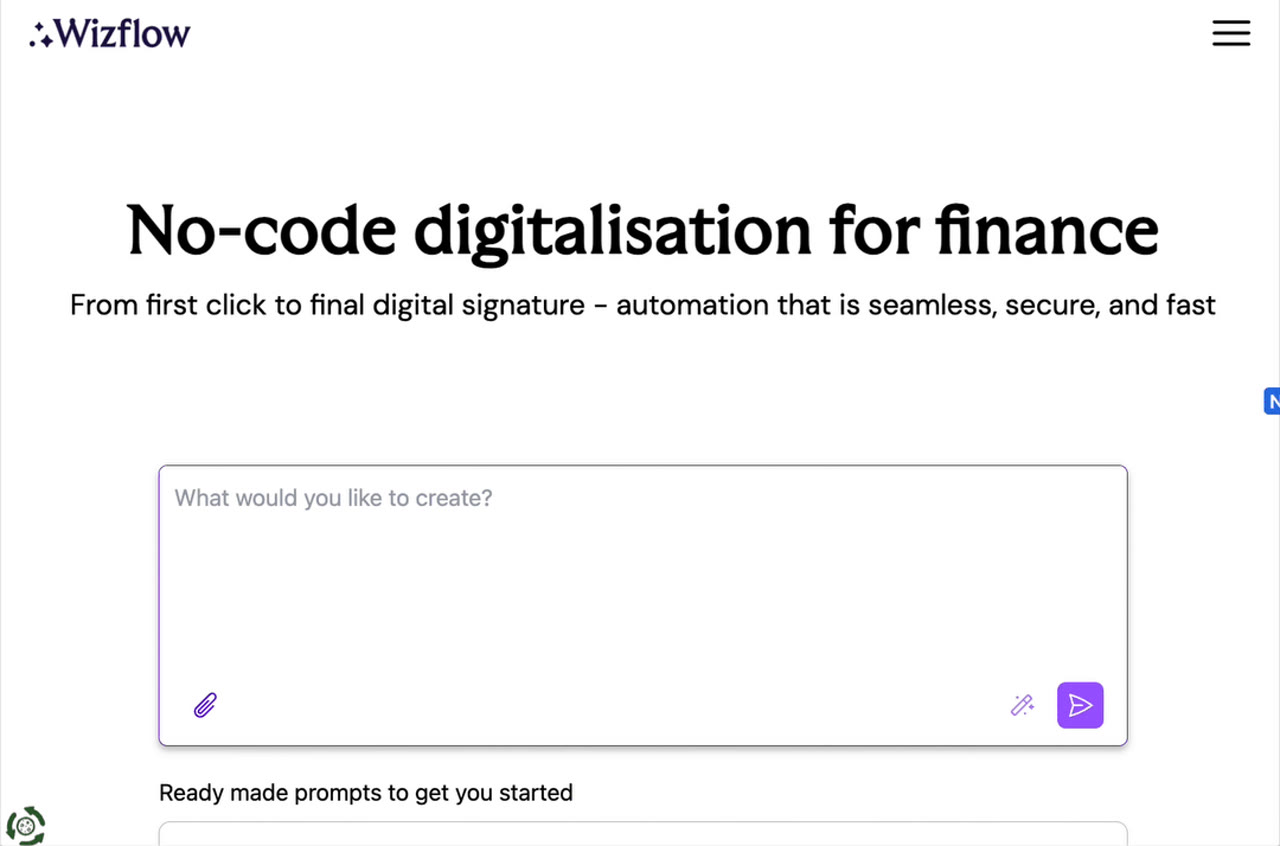 Wizflow
No-code digitalisation for finance
From first click to final digital signature – automation that is seamless, secure, and fast
N
What would you like to create?
Ready made prompts to get you started